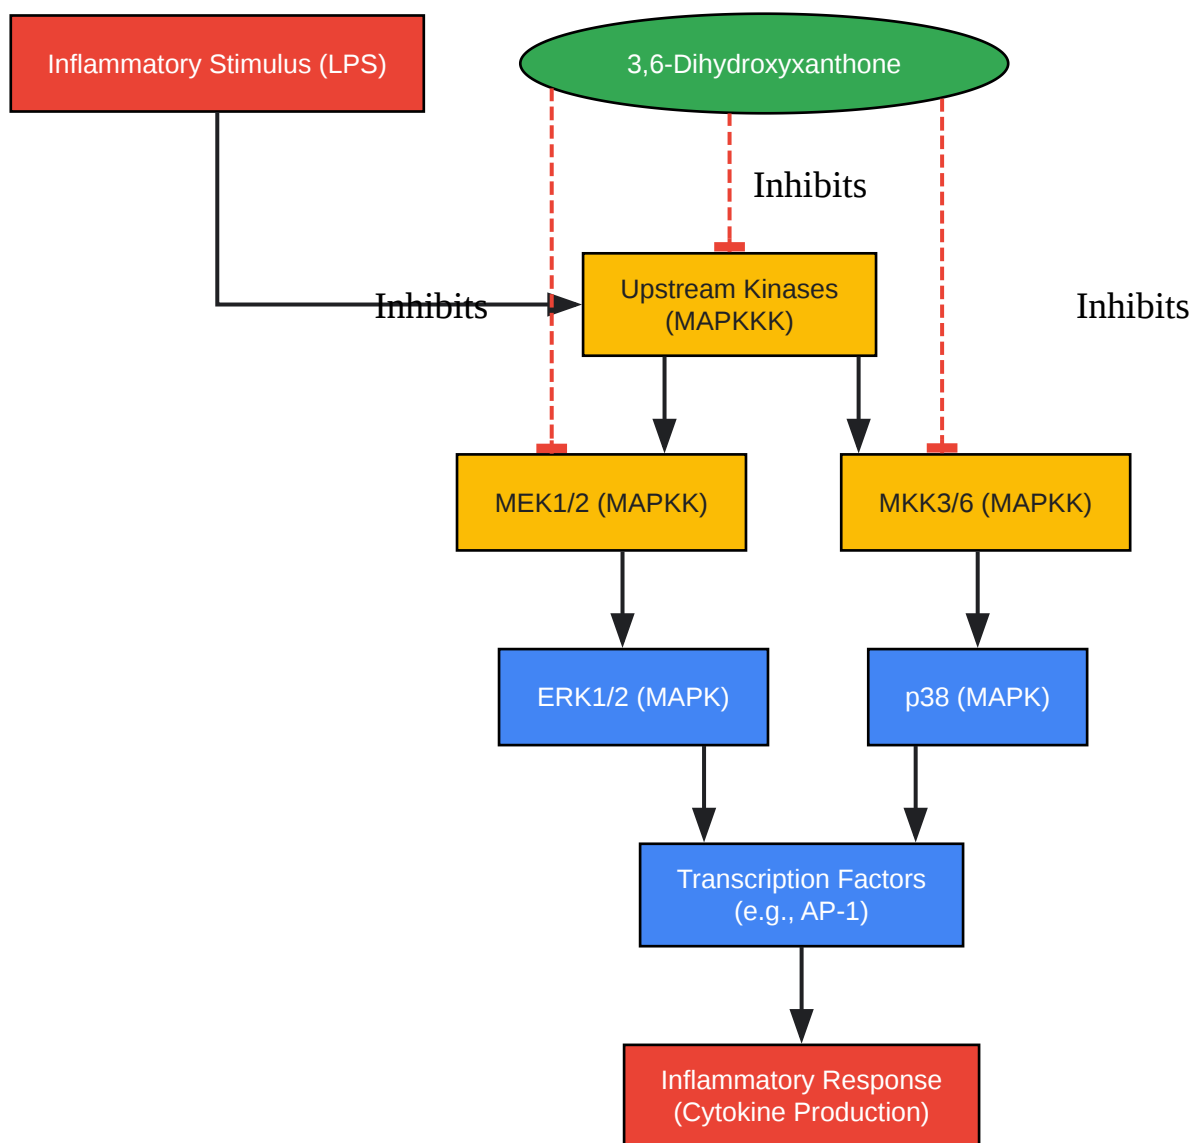 Inflammatory Stimulus (LPS)
3,6-Dihydroxyxanthone
Inhibits
Upstream Kinases
(MAPKKK)
Inhibits
Inhibits
MEK1/2 (MAPKK)
MKK3/6 (MAPKK)
ERK1/2 (MAPK)
p38 (MAPK)
Transcription Factors
(e.g., AP-1)
Inflammatory Response
(Cytokine Production)